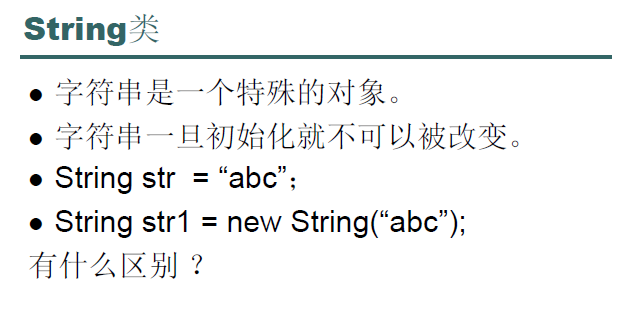 String类
● 字符串是一个特殊的对象。
● 字符串一旦初始化就不可以被改变。
● String str  = “abc”；
● String str1 = new String(“abc”);
有什么区别 ？